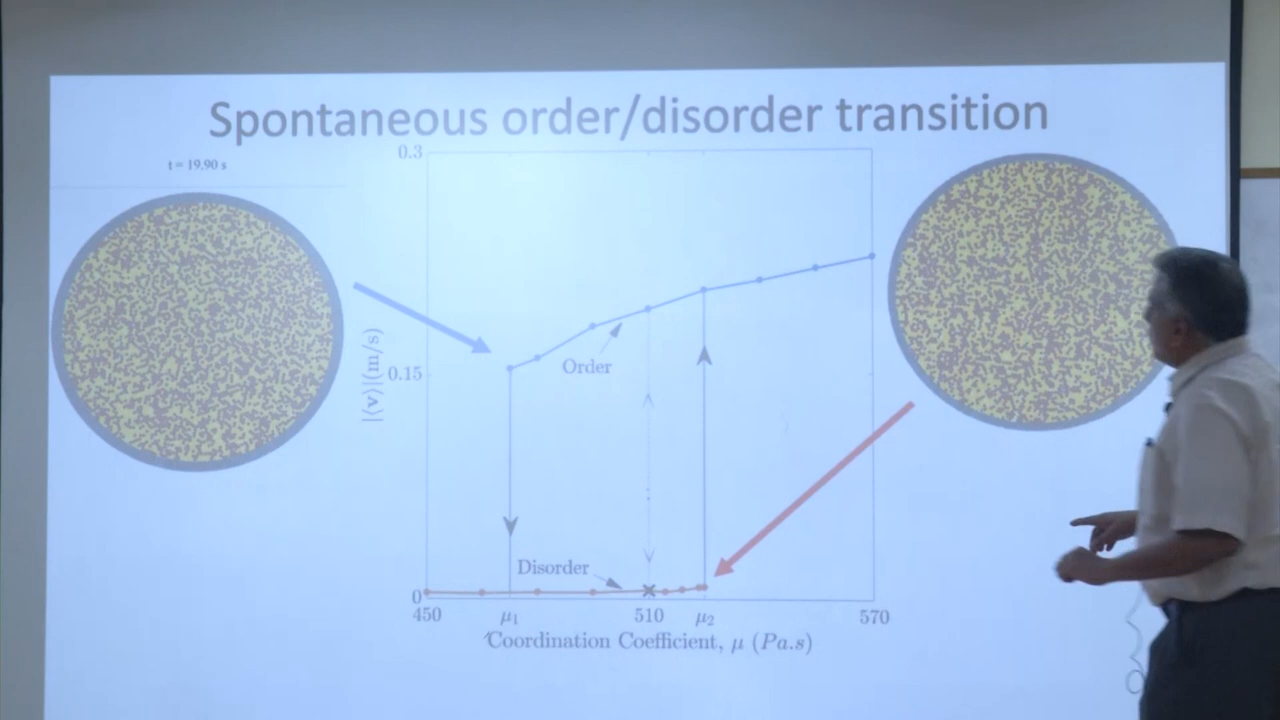 Spontaneous order/disorder transition
t = 19.90 s
0.3
0.15
0
|⟨v⟩|(m/s)
Order
Disorder
450
μ₁
510
μ₂
570
Coordination Coefficient, μ (Pa.s)